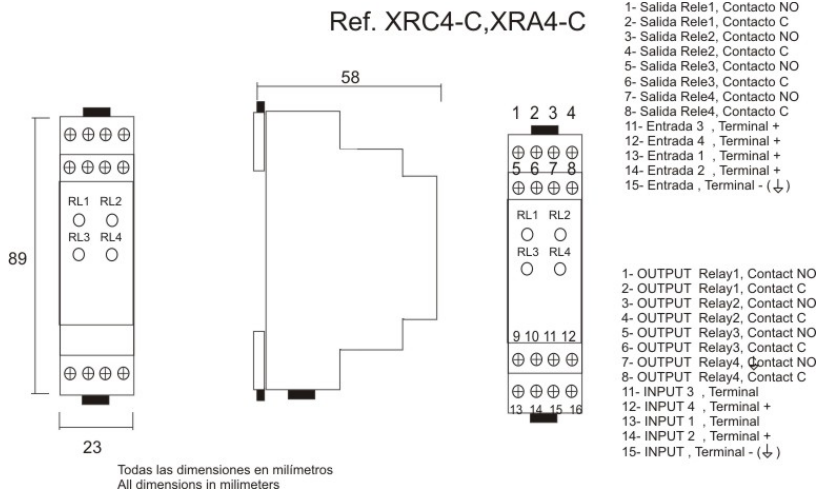 Ref. XRC4-C,XRA4-C
1- Salida Rele1, Contacto NO
2- Salida Rele1, Contacto C
3- Salida Rele2, Contacto NO
4- Salida Rele2, Contacto C
5- Salida Rele3, Contacto NO
6- Salida Rele3, Contacto C
7- Salida Rele4, Contacto NO
8- Salida Rele4, Contacto C
11- Entrada 3 , Terminal +
12- Entrada 4 , Terminal +
13- Entrada 1 , Terminal +
14- Entrada 2 , Terminal +
15- Entrada , Terminal - (⏚)
58
89
RL1 RL2
RL3 RL4
23
1 2 3 4
5 6 7 8
RL1 RL2
RL3 RL4
9 10 11 12
13 14 15 16
1- OUTPUT Relay1, Contact NO
2- OUTPUT Relay1, Contact C
3- OUTPUT Relay2, Contact NO
4- OUTPUT Relay2, Contact C
5- OUTPUT Relay3, Contact NO
6- OUTPUT Relay3, Contact C
7- OUTPUT Relay4, Contact NO
8- OUTPUT Relay4, Contact C
11- INPUT 3 , Terminal
12- INPUT 4 , Terminal +
13- INPUT 1 , Terminal
14- INPUT 2 , Terminal +
15- INPUT , Terminal - (⏚)
Todas las dimensiones en milímetros
All dimensions in milimeters